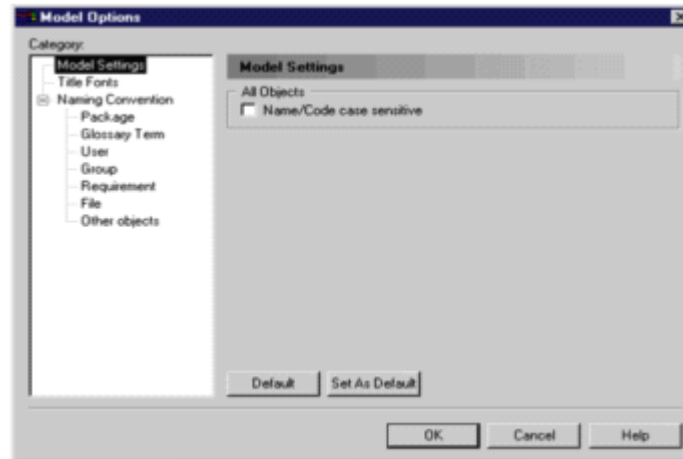 Model Options
Category:
Model Settings
Title Fonts
Naming Convention
Package
Glossary Term
User
Group
Requirement
File
Other objects
Model Settings
All Objects
Name/Code case sensitive
Default
Set As Default
OK
Cancel
Help